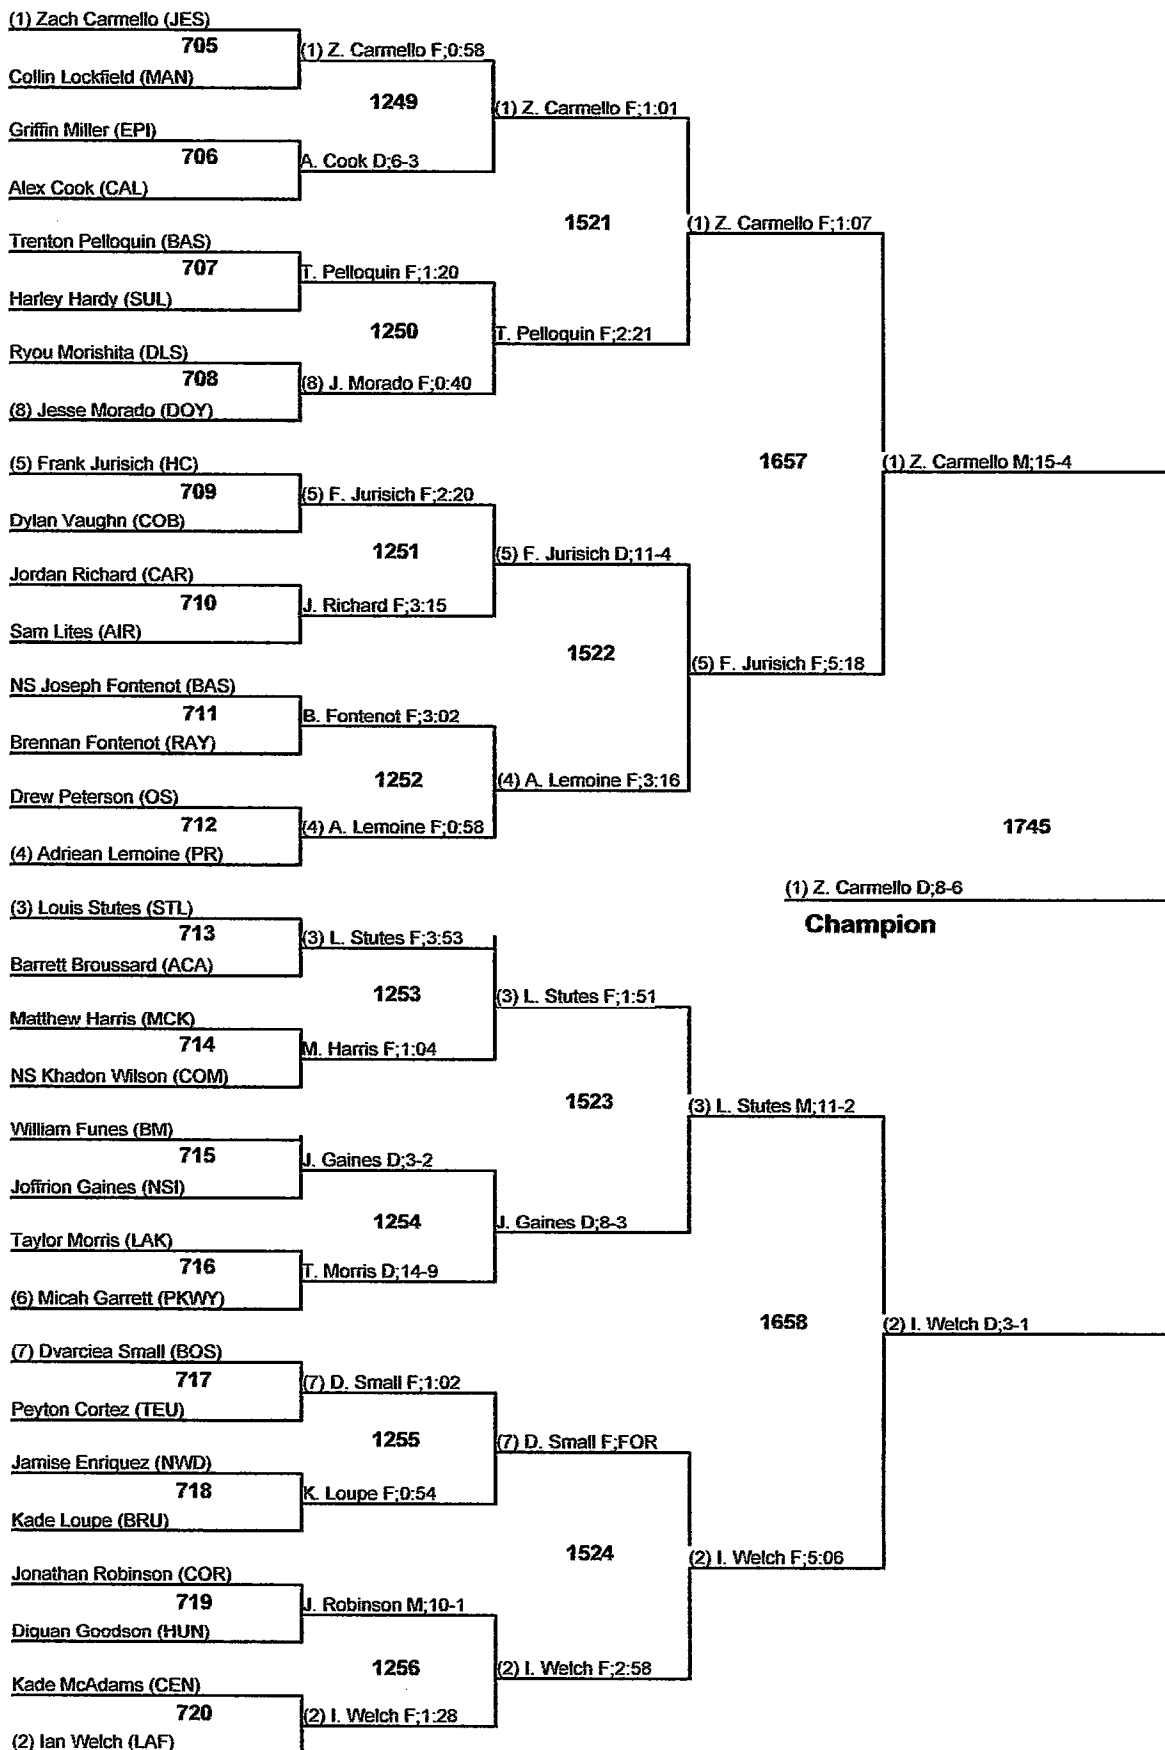 (1) Zach Carmello (JES)
705
Collin Lockfield (MAN)
Griffin Miller (EPI)
706
Alex Cook (CAL)
Trenton Pelloquin (BAS)
707
Harley Hardy (SUL)
Ryou Morishita (DLS)
708
(8) Jesse Morado (DOY)
(5) Frank Jurisich (HC)
709
Dylan Vaughn (COB)
Jordan Richard (CAR)
710
Sam Lites (AIR)
NS Joseph Fontenot (BAS)
711
Brennan Fontenot (RAY)
Drew Peterson (OS)
712
(4) Adriean Lemoine (PR)
(3) Louis Stutes (STL)
713
Barrett Broussard (ACA)
Matthew Harris (MCK)
714
NS Khadon Wilson (COM)
William Funes (BM)
715
Joffrion Gaines (NSI)
Taylor Morris (LAK)
716
(6) Micah Garrett (PKWY)
(7) Dvarciea Small (BOS)
717
Peyton Cortez (TEU)
Jamise Enriquez (NWD)
718
Kade Loupe (BRU)
Jonathan Robinson (COR)
719
Diquan Goodson (HUN)
Kade McAdams (CEN)
720
(2) Ian Welch (LAF)
(1) Z. Carmello F;0:58
1249
A. Cook D;6-3
T. Pelloquin F;1:20
1250
(8) J. Morado F;0:40
(5) F. Jurisich F;2:20
1251
J. Richard F;3:15
B. Fontenot F;3:02
1252
(4) A. Lemoine F;0:58
(3) L. Stutes F;3:53
1253
M. Harris F;1:04
J. Gaines D;3-2
1254
T. Morris D;14-9
(7) D. Small F;1:02
1255
K. Loupe F;0:54
J. Robinson M;10-1
1256
(2) I. Welch F;1:28
(1) Z. Carmello F;1:01
1521
T. Pelloquin F;2:21
(5) F. Jurisich D;11-4
1522
(4) A. Lemoine F;3:16
(3) L. Stutes F;1:51
1523
J. Gaines D;8-3
(7) D. Small F;FOR
1524
(2) I. Welch F;2:58
(1) Z. Carmello F;1:07
1657
(5) F. Jurisich F;5:18
(3) L. Stutes M;11-2
1658
(2) I. Welch F;5:06
(1) Z. Carmello M;15-4
1745
(2) I. Welch D;3-1
(1) Z. Carmello D;8-6
Champion